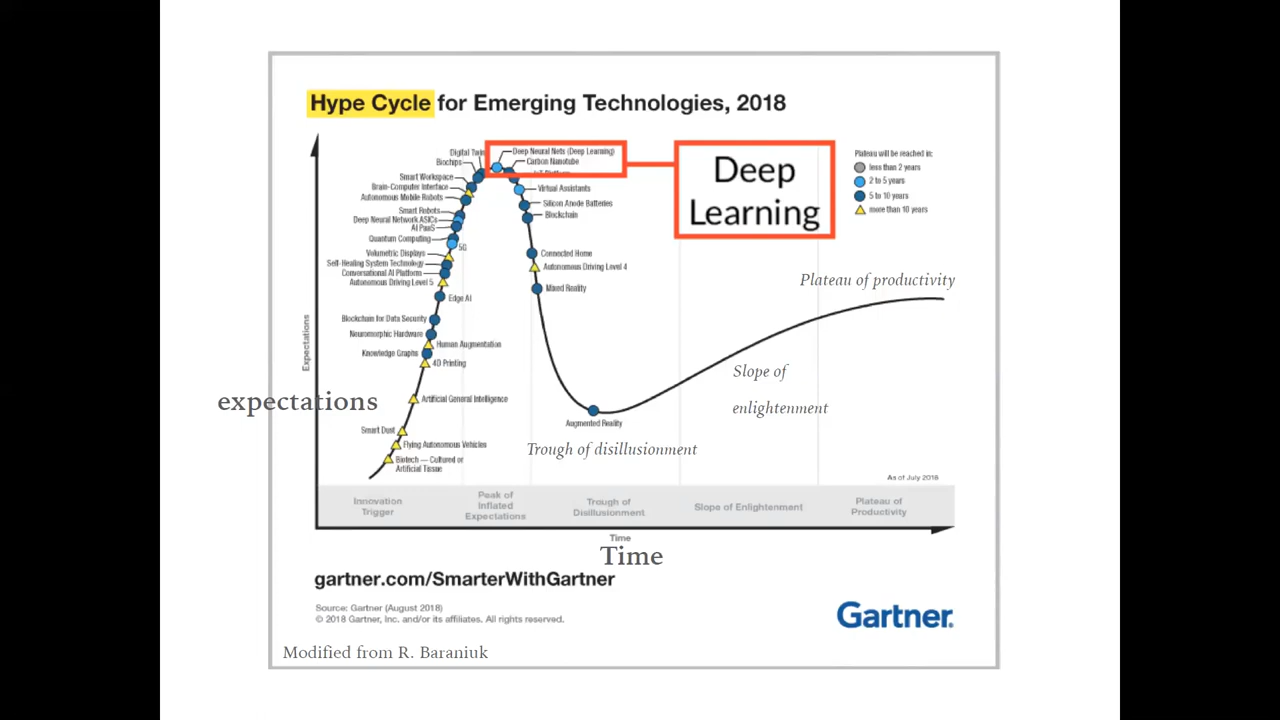 Hype Cycle for Emerging Technologies, 2018
Digital Twin
Biochips
Smart Workspace
Brain-Computer Interface
Autonomous Mobile Robots
Smart Robots
Deep Neural Network ASICs
AI PaaS
Quantum Computing
5G
Volumetric Displays
Self-Healing System Technology
Conversational AI Platform
Autonomous Driving Level 5
Edge AI
Blockchain for Data Security
Neuromorphic Hardware
Human Augmentation
Knowledge Graphs
4D Printing
Artificial General Intelligence
Smart Dust
Flying Autonomous Vehicles
Biotech — Cultured or
Artificial Tissue
Deep Neural Nets (Deep Learning)
Carbon Nanotube
IoT Platform
Virtual Assistants
Silicon Anode Batteries
Blockchain
Connected Home
Autonomous Driving Level 4
Mixed Reality
Augmented Reality
Deep
Learning
Plateau will be reached in:
less than 2 years
2 to 5 years
5 to 10 years
more than 10 years
Plateau of productivity
Slope of
enlightenment
Trough of disillusionment
Expectations
expectations
As of July 2018
Innovation
Trigger
Peak of
Inflated
Expectations
Trough of
Disillusionment
Slope of Enlightenment
Plateau of
Productivity
Time
Time
gartner.com/SmarterWithGartner
Source: Gartner (August 2018)
© 2018 Gartner, Inc. and/or its affiliates. All rights reserved.
Gartner.
Modified from R. Baraniuk